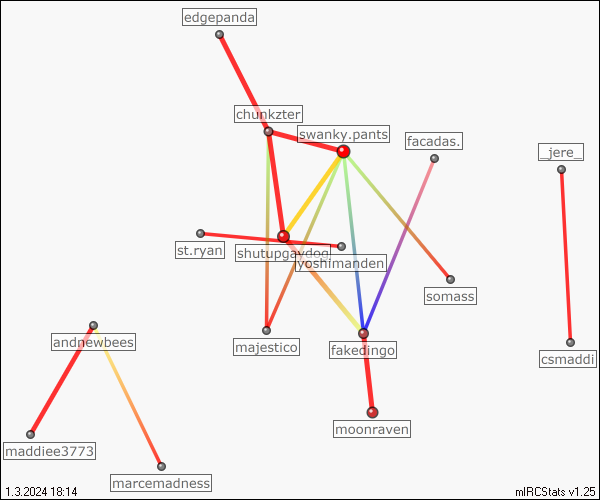 edgepanda
chunkzter
swanky.pants
facadas.
_jere_
st.ryan
shutupgaydog
yoshimanden
somass
andnewbees
majestico
fakedingo
csmaddi
maddiee3773
moonraven
marcemadness
1.3.2024 18:14
mIRCStats v1.25